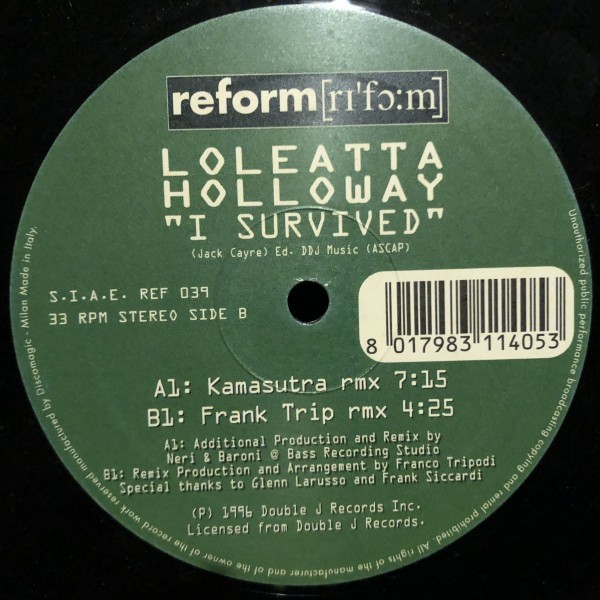 reform[rɪ'fɔ:m]
LOLEATTA
HOLLOWAY
"I SURVIVED"
(Jack Cayre) Ed. DDJ Music (ASCAP)
S.I.A.E. REF 039
33 RPM STEREO SIDE B
8 017983 114053
A1: Kamasutra rmx 7:15
B1: Frank Trip rmx 4:25
A1: Additional Production and Remix by
Neri & Baroni @ Bass Recording Studio
B1: Remix Production and Arrangement by Franco Tripodi
Special thanks to Glenn Larusso and Frank Siccardi
(P) 1996 Double J Records Inc.
Licensed from Double J Records.
Unauthorized public performance broadcasting copying and rental prohibited. All rights of the manufacturer and of the owner of the record work reserved manufactured by Discomagic - Milan Made in Italy.